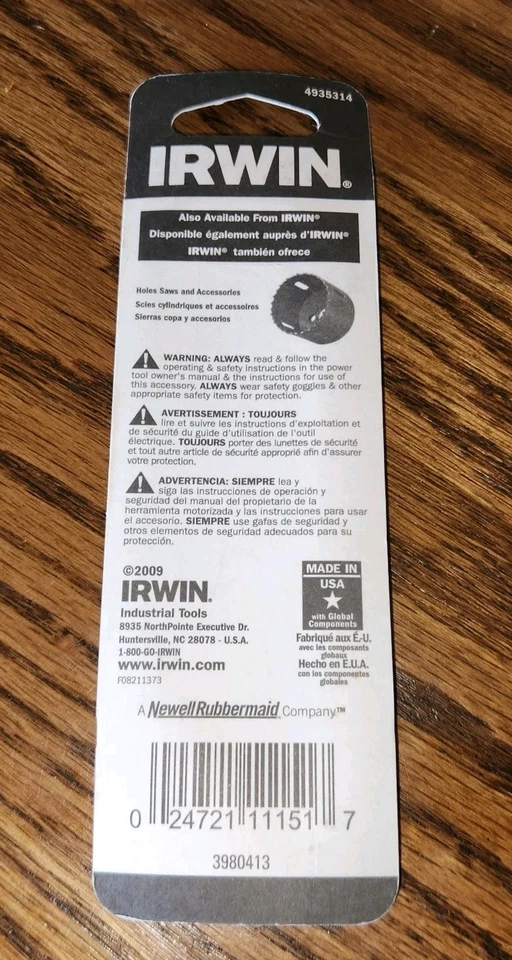 4935314
IRWIN®
Also Available From IRWIN®
Disponible également auprès d'IRWIN®
IRWIN® también ofrece
Holes Saws and Accessories
Scies cylindriques et accessoires
Sierras copa y accesorios
WARNING: ALWAYS read & follow the
operating & safety instructions in the power
tool owner's manual & the instructions for use of
this accessory. ALWAYS wear safety goggles & other
appropriate safety items for protection.
AVERTISSEMENT : TOUJOURS
lire et suivre les instructions d'exploitation et
de sécurité du guide d'utilisation de l'outil
électrique. TOUJOURS porter des lunettes de sécurité
et tout autre article de sécurité approprié afin d'assurer
votre protection.
ADVERTENCIA: SIEMPRE lea y
siga las instrucciones de operación y
seguridad del manual del propietario de la
herramienta motorizada y las instrucciones para usar
el accesorio. SIEMPRE use gafas de seguridad y
otros elementos de seguridad adecuados para su
protección.
©2009
IRWIN®
Industrial Tools
8935 NorthPointe Executive Dr.
Huntersville, NC 28078 - U.S.A.
1-800-GO-IRWIN
www.irwin.com
F08211373
MADE IN
USA
with Global
Components
Fabriqué aux É.-U.
avec les composants
globaux
Hecho en E.U.A.
con los componentes
globales
A NewellRubbermaid Company™
0 24721 11151 7
3980413